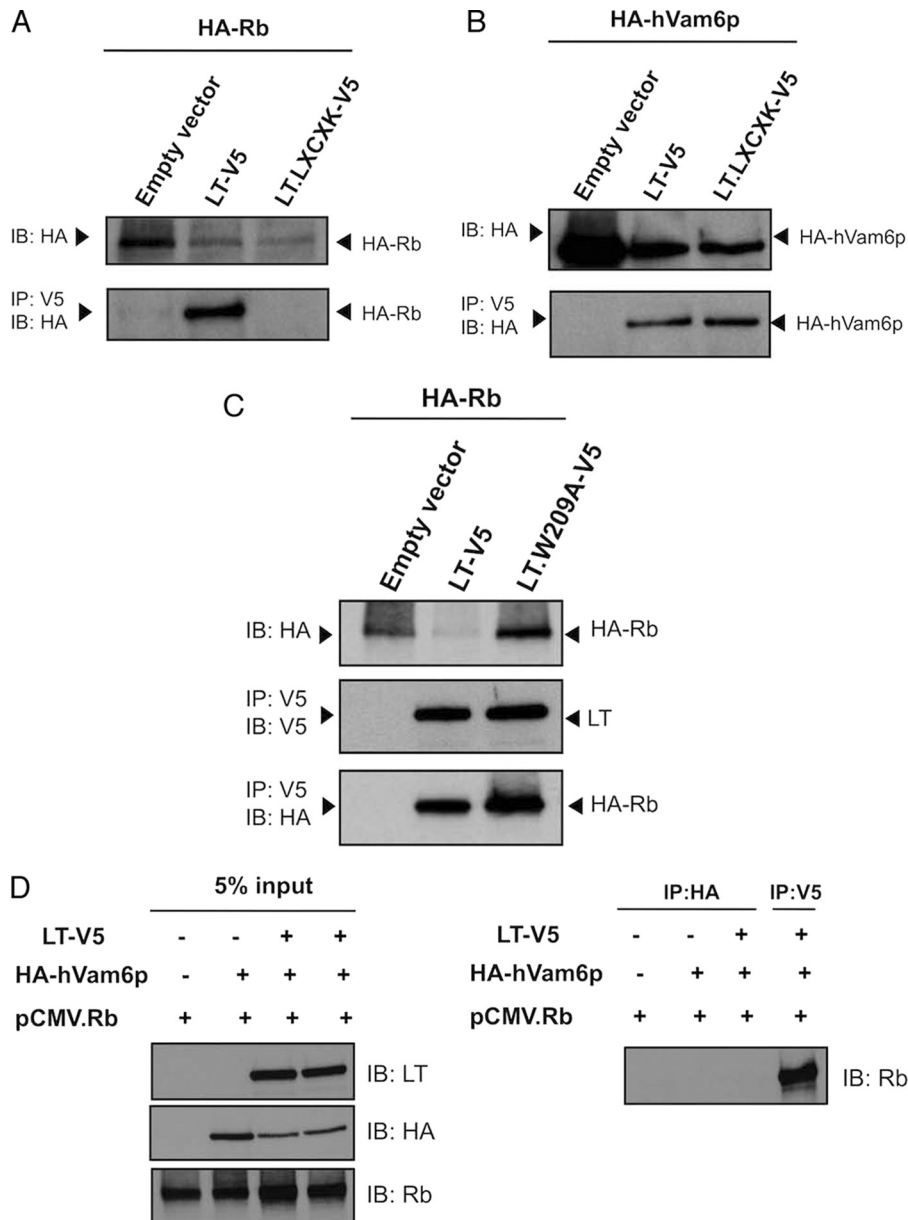 A
HA-Rb
Empty vector
LT-V5
LT.LXCXK-V5
IB: HA
HA-Rb
IP: V5
IB: HA
HA-Rb
B
HA-hVam6p
Empty vector
LT-V5
LT.LXCXK-V5
IB: HA
HA-hVam6p
IP: V5
IB: HA
HA-hVam6p
C
HA-Rb
Empty vector
LT-V5
LT.W209A-V5
IB: HA
HA-Rb
IP: V5
IB: V5
LT
IP: V5
IB: HA
HA-Rb
D
5% input
LT-V5 - - + +
HA-hVam6p - + + +
pCMV.Rb + + + +
IB: LT
IB: HA
IB: Rb
IP:HA IP:V5
LT-V5 - - + +
HA-hVam6p - + + +
pCMV.Rb + + + +
IB: Rb